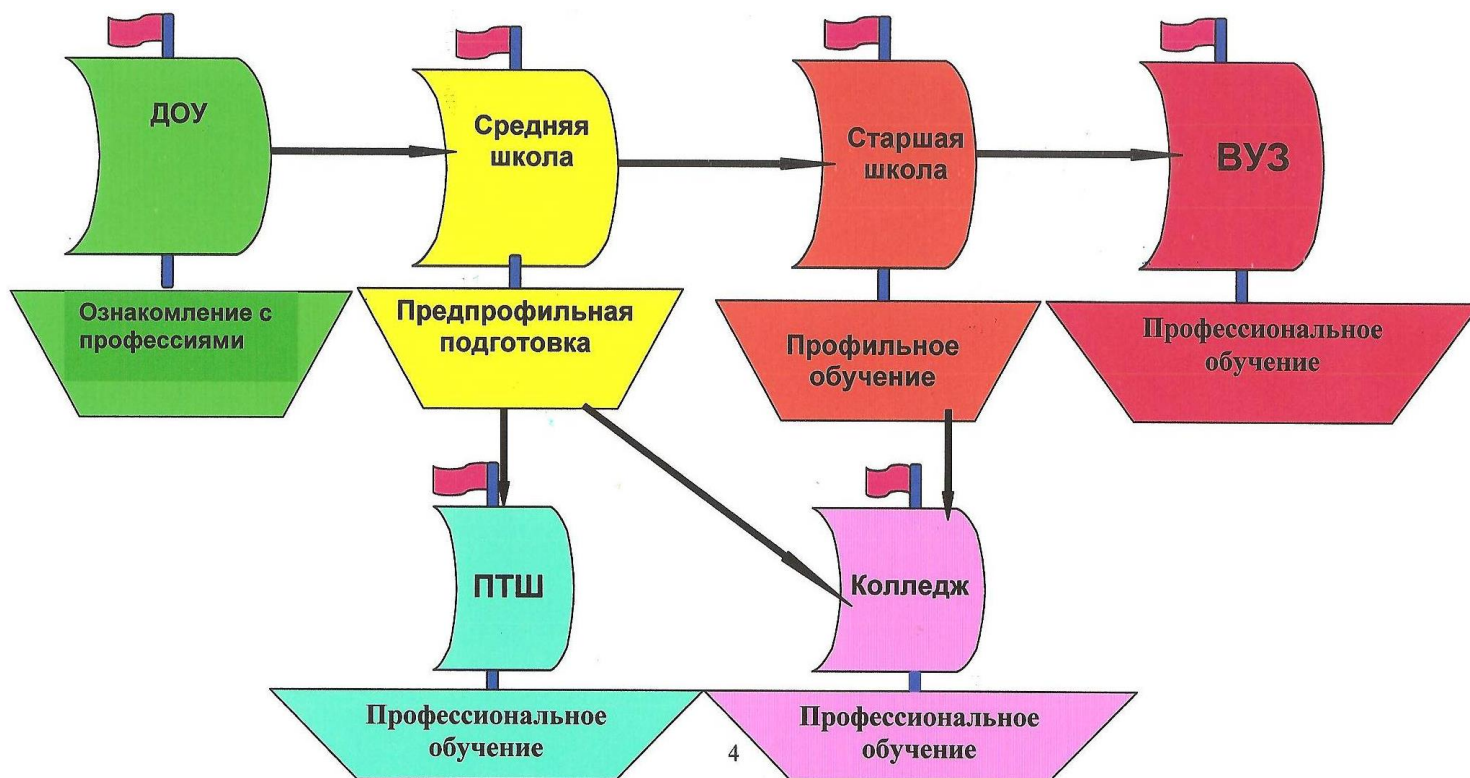 ДОУ
Ознакомление с
профессиями
Средняя
школа
Предпрофильная
подготовка
Старшая
школа
Профильное
обучение
ВУЗ
Профессиональное
обучение
ПТШ
Профессиональное
обучение
Колледж
Профессиональное
обучение
4